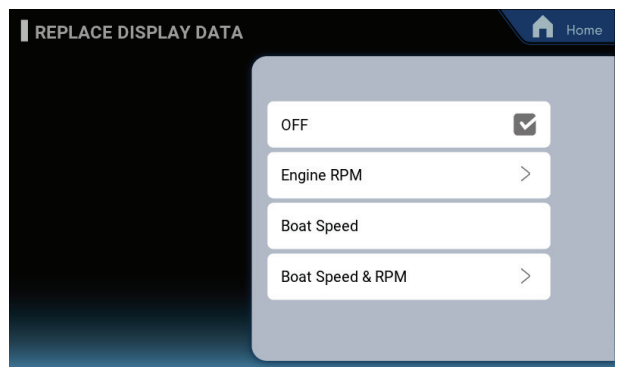 REPLACE DISPLAY DATA
Home
OFF
Engine RPM
Boat Speed
Boat Speed & RPM